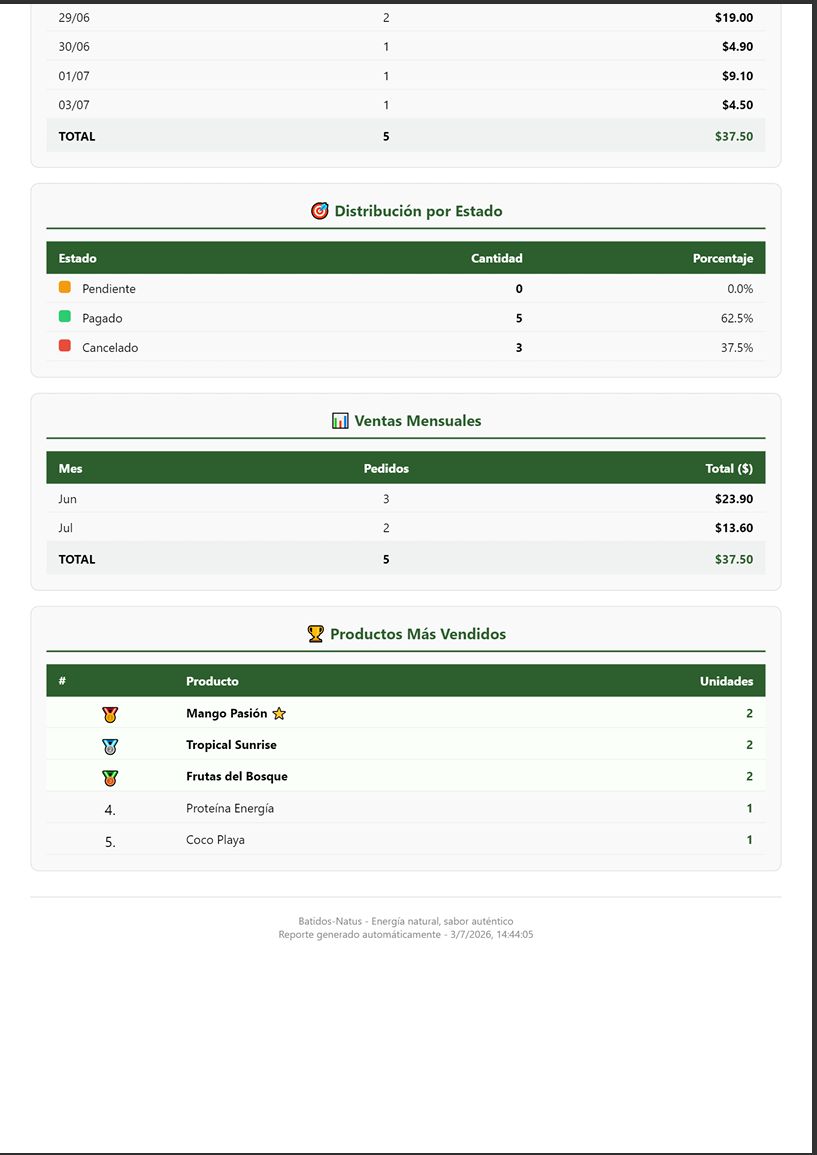 29/06 2 $19.00
30/06 1 $4.90
01/07 1 $9.10
03/07 1 $4.50
TOTAL 5 $37.50
🎯 Distribución por Estado
Estado Cantidad Porcentaje
Pendiente 0 0.0%
Pagado 5 62.5%
Cancelado 3 37.5%
📊 Ventas Mensuales
Mes Pedidos Total ($)
Jun 3 $23.90
Jul 2 $13.60
TOTAL 5 $37.50
🏆 Productos Más Vendidos
# Producto Unidades
🥇 Mango Pasión ⭐ 2
🥈 Tropical Sunrise 2
🥉 Frutas del Bosque 2
4. Proteína Energía 1
5. Coco Playa 1
Batidos-Natus - Energía natural, sabor auténtico
Reporte generado automáticamente - 3/7/2026, 14:44:05